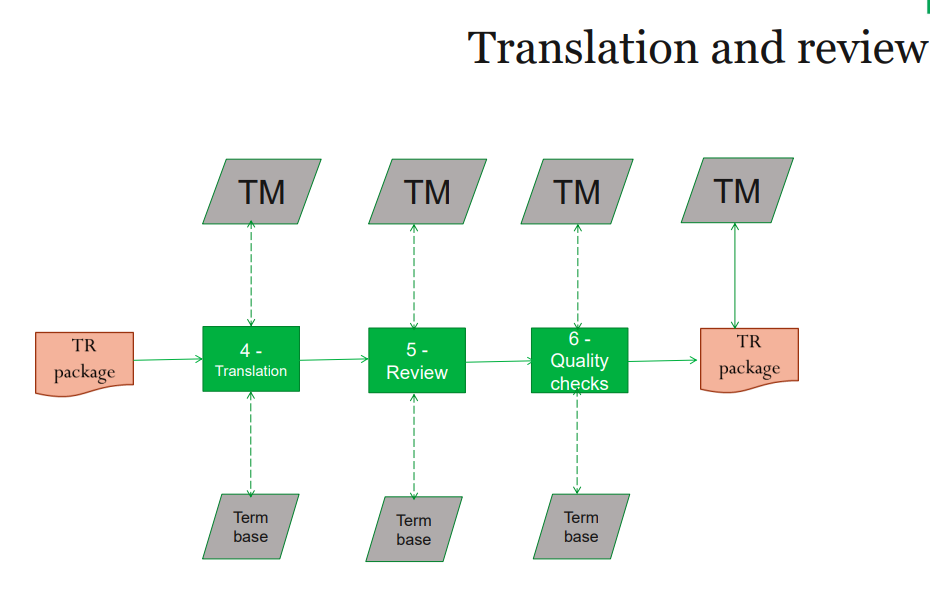 Translation and review
TM
TM
TM
TM
TR
package
4 -
Translation
5 -
Review
6 -
Quality
checks
TR
package
Term
base
Term
base
Term
base